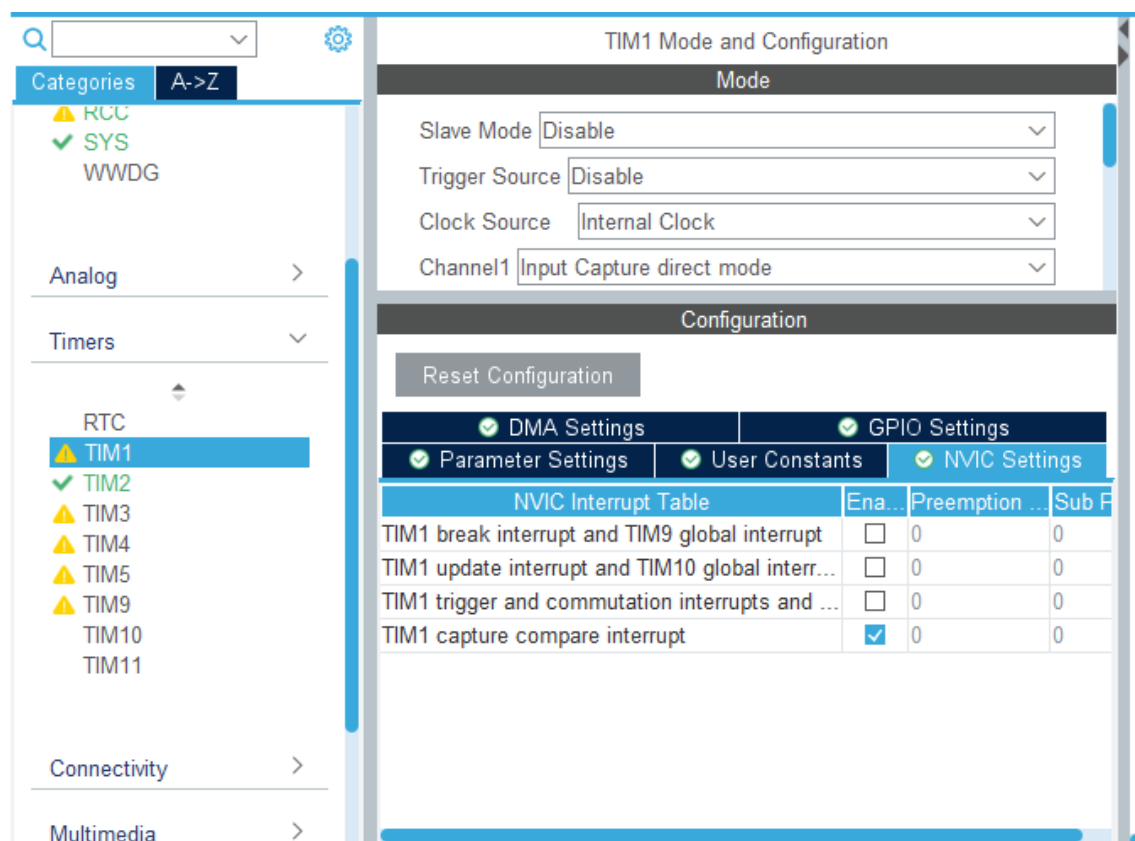 Categories
A->Z
RCC
SYS
WWDG
Analog
Timers
RTC
TIM1
TIM2
TIM3
TIM4
TIM5
TIM9
TIM10
TIM11
Connectivity
Multimedia
TIM1 Mode and Configuration
Mode
Slave Mode Disable
Trigger Source Disable
Clock Source Internal Clock
Channel1 Input Capture direct mode
Configuration
Reset Configuration
DMA Settings GPIO Settings
Parameter Settings User Constants NVIC Settings
NVIC Interrupt Table Ena... Preemption ... Sub P
TIM1 break interrupt and TIM9 global interrupt 0 0
TIM1 update interrupt and TIM10 global interr... 0 0
TIM1 trigger and commutation interrupts and ... 0 0
TIM1 capture compare interrupt 0 0